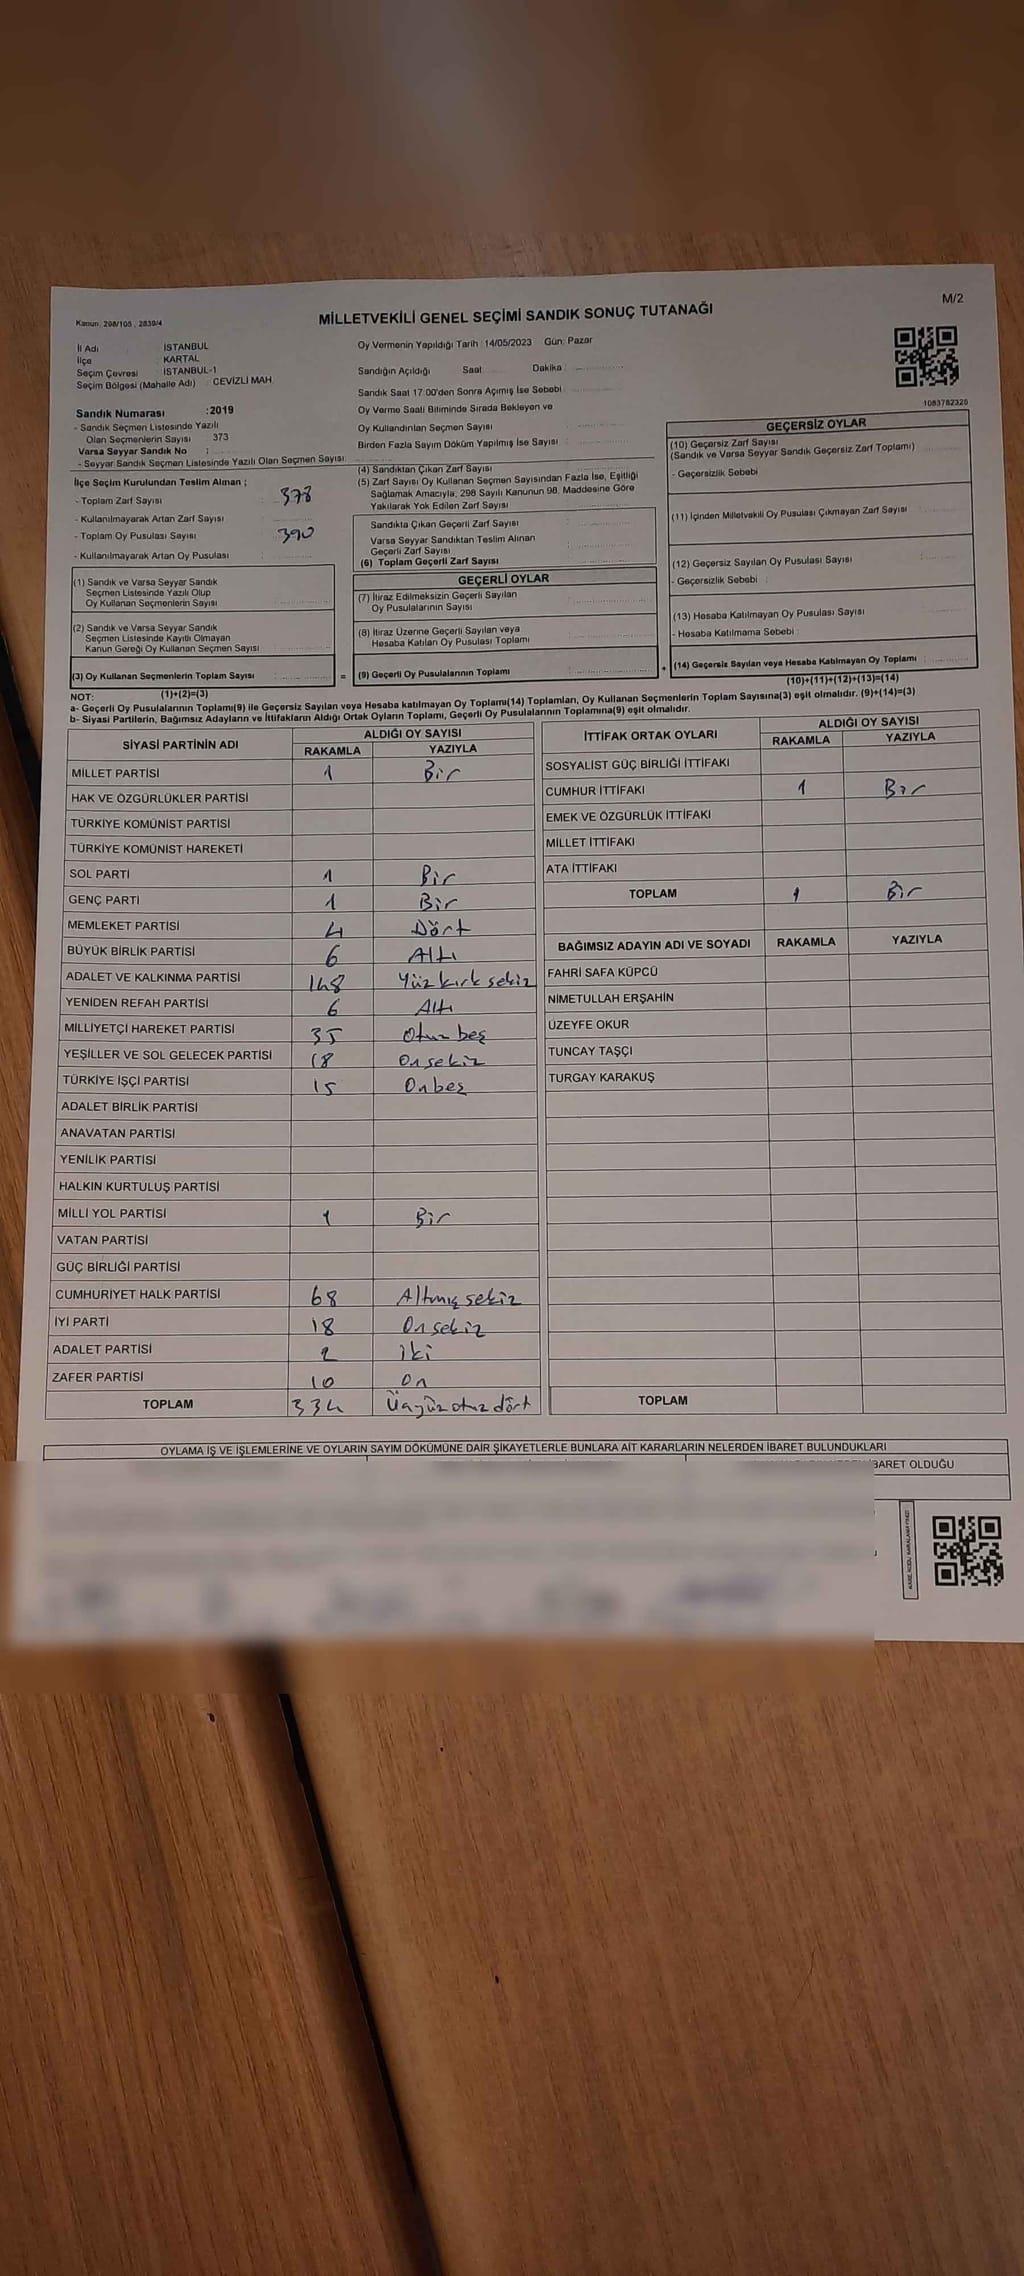 Kanun: 298/105 , 2839/4
MİLLETVEKİLİ GENEL SEÇİMİ SANDIK SONUÇ TUTANAĞI
M/2
İl Adı : İSTANBUL
İlçe : KARTAL
Seçim Çevresi : İSTANBUL-1
Seçim Bölgesi (Mahalle Adı) : CEVİZLİ MAH.
Sandık Numarası :2019
- Sandık Seçmen Listesinde Yazılı
Olan Seçmenlerin Sayısı : 373
Varsa Seyyar Sandık No :
- Seyyar Sandık Seçmen Listesinde Yazılı Olan Seçmen Sayısı:
Oy Vermenin Yapıldığı Tarih :14/05/2023 Gün: Pazar
Sandığın Açıldığı Saat Dakika :
Sandık Saat 17:00'den Sonra Açımış İse Sebebi :
Oy Verme Saati Bitiminde Sırada Bekleyen ve
Oy Kullandırılan Seçmen Sayısı :
Birden Fazla Sayım Döküm Yapılmış İse Sayısı :
1083782326
İlçe Seçim Kurulundan Teslim Alınan ;
- Toplam Zarf Sayısı : 378
- Kullanılmayarak Artan Zarf Sayısı :
- Toplam Oy Pusulası Sayısı : 390
- Kullanılmayarak Artan Oy Pusulası :
(1) Sandık ve Varsa Seyyar Sandık
Seçmen Listesinde Yazılı Olup
Oy Kullanan Seçmenlerin Sayısı :
(2) Sandık ve Varsa Seyyar Sandık
Seçmen Listesinde Kayıtlı Olmayan
Kanun Gereği Oy Kullanan Seçmen Sayısı :
(3) Oy Kullanan Seçmenlerin Toplam Sayısı :
(4) Sandıktan Çıkan Zarf Sayısı :
(5) Zarf Sayısı Oy Kullanan Seçmen Sayısından Fazla İse, Eşitliği
Sağlamak Amacıyla; 298 Sayılı Kanunun 98. Maddesine Göre
Yakılarak Yok Edilen Zarf Sayısı :
Sandıkta Çıkan Geçerli Zarf Sayısı :
Varsa Seyyar Sandıktan Teslim Alınan
Geçerli Zarf Sayısı :
(6) Toplam Geçerli Zarf Sayısı :
GEÇERLİ OYLAR
(7) İtiraz Edilmeksizin Geçerli Sayılan
Oy Pusulalarının Sayısı :
(8) İtiraz Üzerine Geçerli Sayılan veya
Hesaba Katılan Oy Pusulası Toplamı :
= (9) Geçerli Oy Pusulalarının Toplamı :
GEÇERSİZ OYLAR
(10) Geçersiz Zarf Sayısı :
(Sandık ve Varsa Seyyar Sandık Geçersiz Zarf Toplamı)
- Geçersizlik Sebebi :
(11) İçinden Milletvekili Oy Pusulası Çıkmayan Zarf Sayısı :
(12) Geçersiz Sayılan Oy Pusulası Sayısı :
- Geçersizlik Sebebi :
(13) Hesaba Katılmayan Oy Pusulası Sayısı :
- Hesaba Katılmama Sebebi :
+ (14) Geçersiz Sayılan veya Hesaba Katılmayan Oy Toplamı :
NOT: (1)+(2)=(3)
(10)+(11)+(12)+(13)=(14)
a- Geçerli Oy Pusulalarının Toplamı(9) ile Geçersiz Sayılan veya Hesaba katılmayan Oy Toplamı(14) Toplamları, Oy Kullanan Seçmenlerin Toplam Sayısına(3) eşit olmalıdır. (9)+(14)=(3)
b- Siyasi Partilerin, Bağımsız Adayların ve İttifakların Aldığı Ortak Oyların Toplamı, Geçerli Oy Pusulalarının Toplamına(9) eşit olmalıdır.
SİYASİ PARTİNİN ADI ALDIĞI OY SAYISI
RAKAMLA YAZIYLA
MİLLET PARTİSİ 1 Bir
HAK VE ÖZGÜRLÜKLER PARTİSİ
TÜRKİYE KOMÜNİST PARTİSİ
TÜRKİYE KOMÜNİST HAREKETİ
SOL PARTİ 1 Bir
GENÇ PARTİ 1 Bir
MEMLEKET PARTİSİ 4 Dört
BÜYÜK BİRLİK PARTİSİ 6 Altı
ADALET VE KALKINMA PARTİSİ 148 Yüz kırk sekiz
YENİDEN REFAH PARTİSİ 6 Altı
MİLLİYETÇİ HAREKET PARTİSİ 35 Otuz beş
YEŞİLLER VE SOL GELECEK PARTİSİ 18 On sekiz
TÜRKİYE İŞÇİ PARTİSİ 15 On beş
ADALET BİRLİK PARTİSİ
ANAVATAN PARTİSİ
YENİLİK PARTİSİ
HALKIN KURTULUŞ PARTİSİ
MİLLİ YOL PARTİSİ 1 Bir
VATAN PARTİSİ
GÜÇ BİRLİĞİ PARTİSİ
CUMHURİYET HALK PARTİSİ 68 Altmış sekiz
İYİ PARTİ 18 On sekiz
ADALET PARTİSİ 2 iki
ZAFER PARTİSİ 10 On
TOPLAM 334 Üçyüz otuz dört
İTTİFAK ORTAK OYLARI ALDIĞI OY SAYISI
RAKAMLA YAZIYLA
SOSYALİST GÜÇ BİRLİĞİ İTTİFAKI
CUMHUR İTTİFAKI 1 Bir
EMEK VE ÖZGÜRLÜK İTTİFAKI
MİLLET İTTİFAKI
ATA İTTİFAKI
TOPLAM 1 Bir
BAĞIMSIZ ADAYIN ADI VE SOYADI RAKAMLA YAZIYLA
FAHRİ SAFA KÜPCÜ
NİMETULLAH ERŞAHİN
ÜZEYFE OKUR
TUNCAY TAŞÇI
TURGAY KARAKUŞ
TOPLAM
OYLAMA İŞ VE İŞLEMLERİNE VE OYLARIN SAYIM DÖKÜMÜNE DAİR ŞİKAYETLERLE BUNLARA AİT KARARLARIN NELERDEN İBARET BULUNDUKLARI
İBARET OLDUĞU